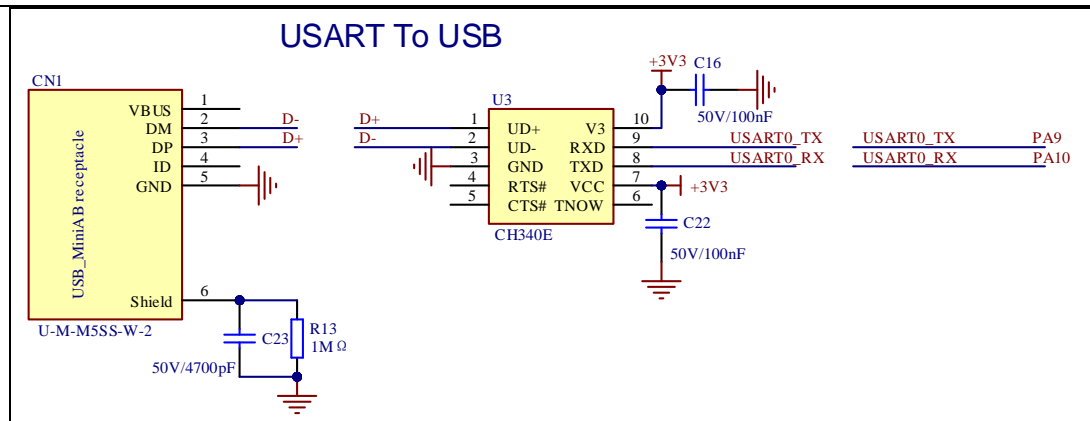 USART To USB
CN1
USB_MiniAB receptacle
VBUS 1
DM 2 D-
DP 3 D+
ID 4
GND 5
Shield 6
U-M-M5SS-W-2
C23
50V/4700pF
R13
1MΩ
U3
D+ 1 UD+
D- 2 UD-
3 GND
4 RTS#
5 CTS#
V3 10
RXD 9 USART0_TX
TXD 8 USART0_RX
VCC 7 +3V3
TNOW 6
CH340E
+3V3
C16
50V/100nF
C22
50V/100nF
USART0_TX PA9
USART0_RX PA10